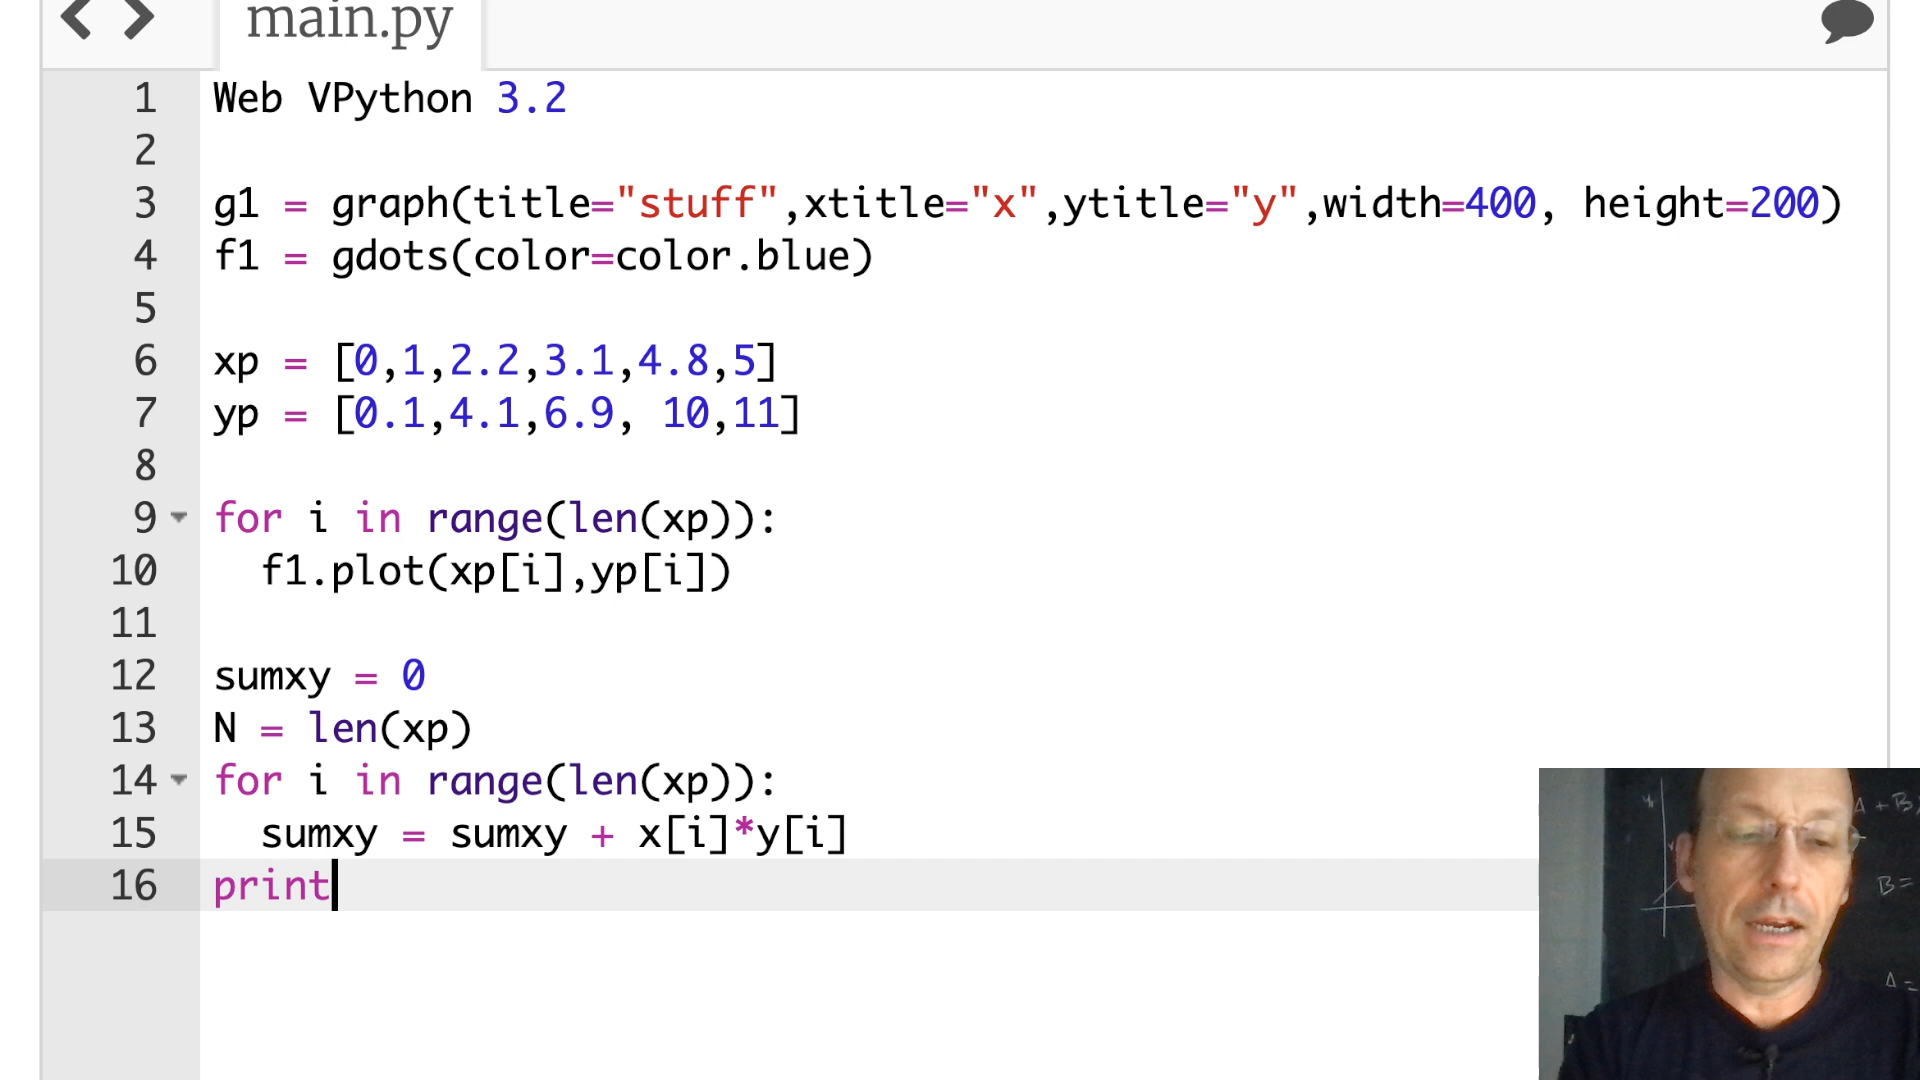 main.py
1 Web VPython 3.2
2
3 g1 = graph(title="stuff",xtitle="x",ytitle="y",width=400, height=200)
4 f1 = gdots(color=color.blue)
5
6 xp = [0,1,2.2,3.1,4.8,5]
7 yp = [0.1,4.1,6.9, 10,11]
8
9 for i in range(len(xp)):
10   f1.plot(xp[i],yp[i])
11
12 sumxy = 0
13 N = len(xp)
14 for i in range(len(xp)):
15   sumxy = sumxy + x[i]*y[i]
16 print
A + B
B =
Δ =